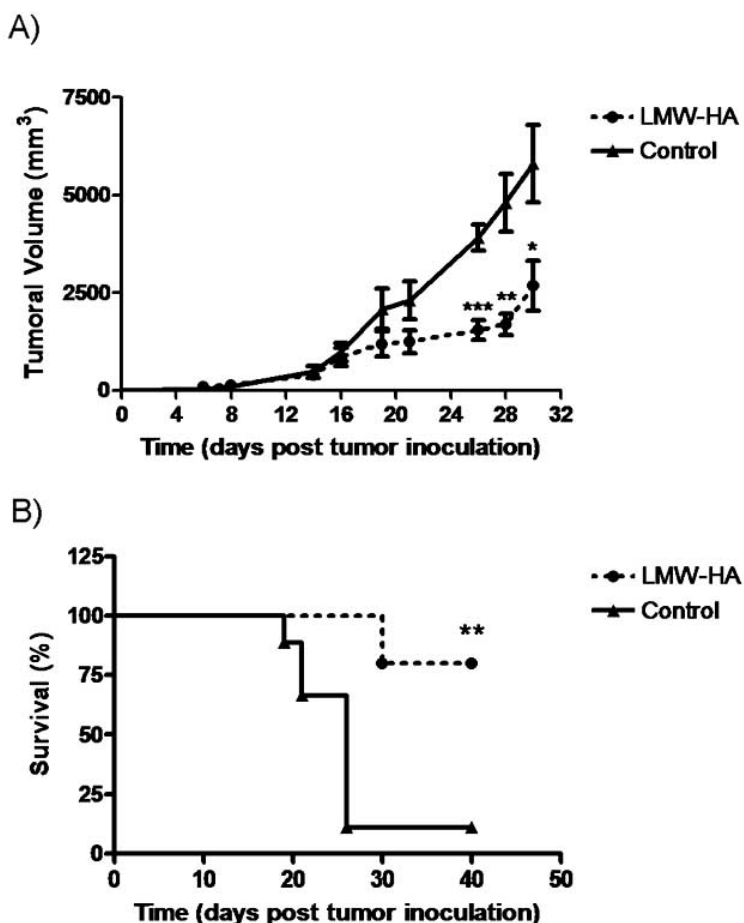 A)
Tumoral Volume (mm³)
7500
5000
2500
0
0 4 8 12 16 20 24 28 32
Time (days post tumor inoculation)
LMW-HA
Control
***
**
*
B)
Survival (%)
125
100
75
50
25
0
0 10 20 30 40 50
Time (days post tumor inoculation)
LMW-HA
Control
**